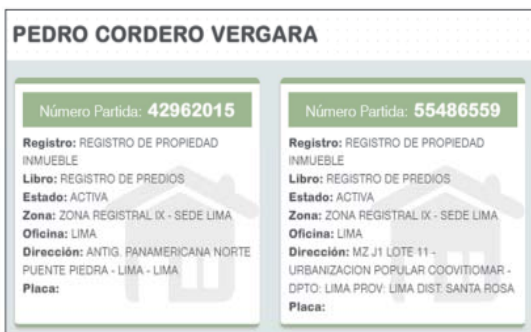 PEDRO CORDERO VERGARA
Número Partida: 42962015
Registro: REGISTRO DE PROPIEDAD
INMUEBLE
Libro: REGISTRO DE PREDIOS
Estado: ACTIVA
Zona: ZONA REGISTRAL IX - SEDE LIMA
Oficina: LIMA
Dirección: ANTIG. PANAMERICANA NORTE
PUENTE PIEDRA - LIMA - LIMA
Placa:
Número Partida: 55486559
Registro: REGISTRO DE PROPIEDAD
INMUEBLE
Libro: REGISTRO DE PREDIOS
Estado: ACTIVA
Zona: ZONA REGISTRAL IX - SEDE LIMA
Oficina: LIMA
Dirección: MZ J1 LOTE 11 -
URBANIZACION POPULAR COOVITIOMAR -
DPTO: LIMA PROV: LIMA DIST: SANTA ROSA
Placa: